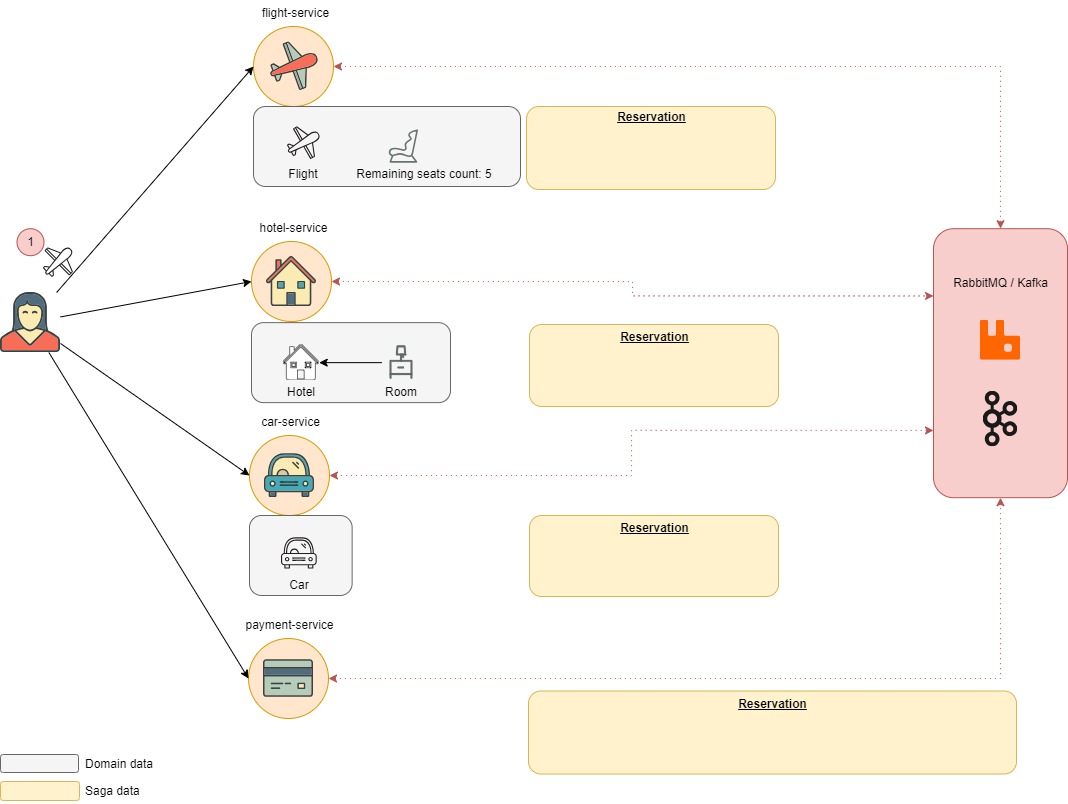 flight-service
Reservation
Flight
Remaining seats count: 5
1
hotel-service
RabbitMQ / Kafka
Reservation
Hotel
Room
car-service
Reservation
Car
payment-service
Reservation
Domain data
Saga data